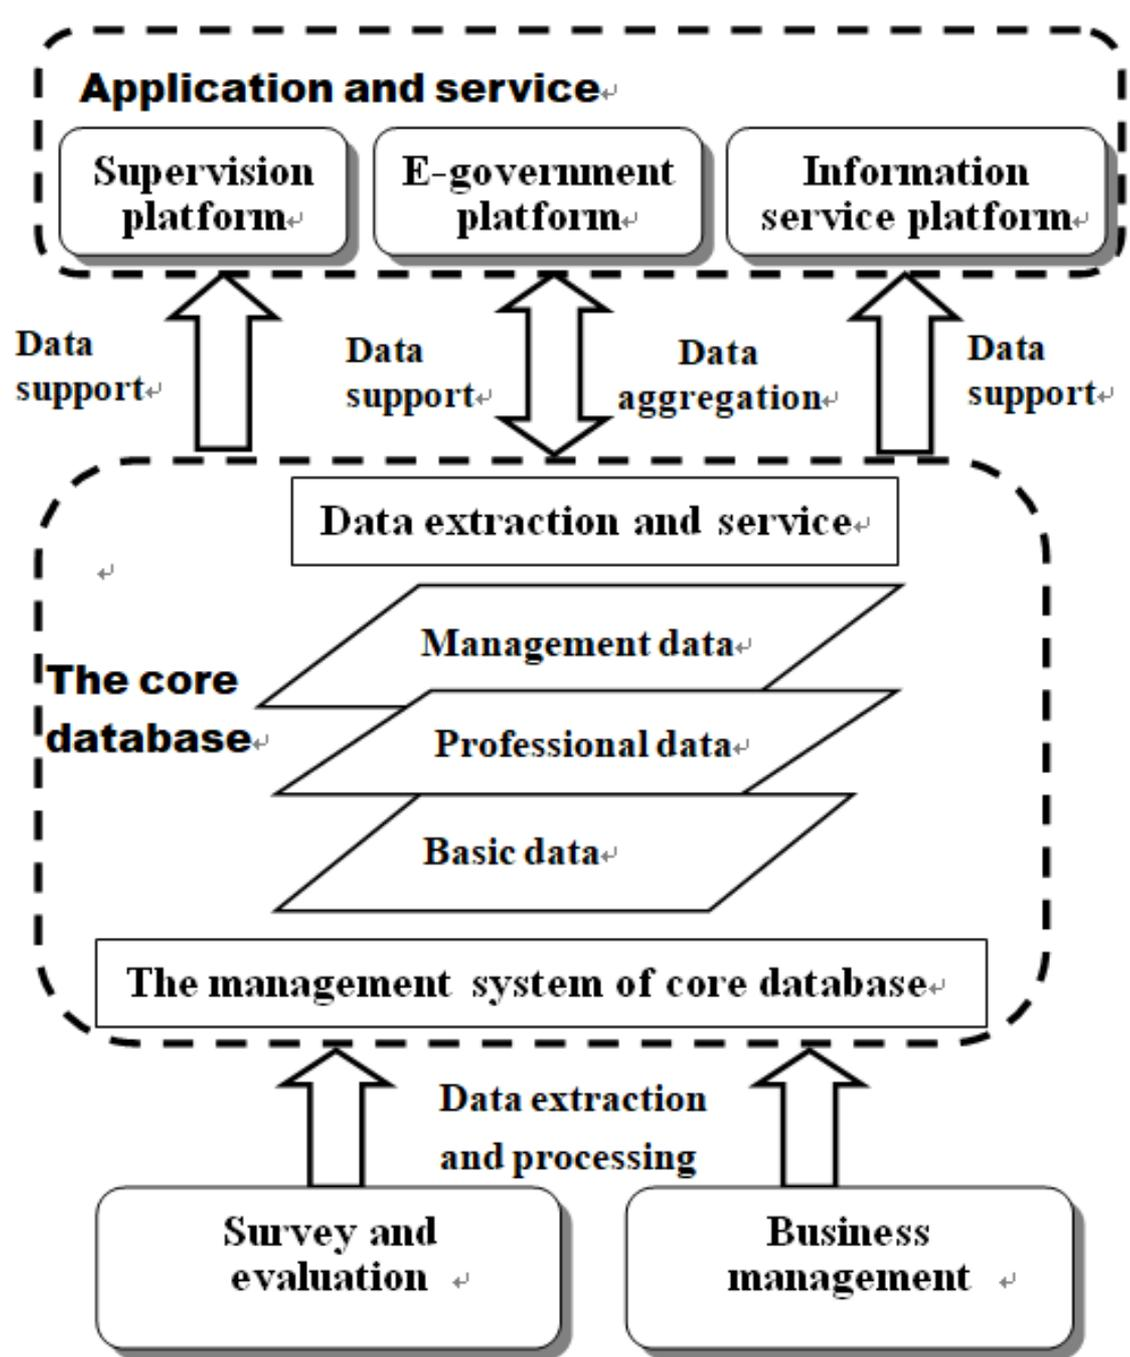 Application and service
Supervision
platform
E-government
platform
Information
service platform
Data
support
Data
support
Data
aggregation
Data
support
Data extraction and service
Management data
The core
database
Professional data
Basic data
The management system of core database
Data extraction
and processing
Survey and
evaluation
Business
management